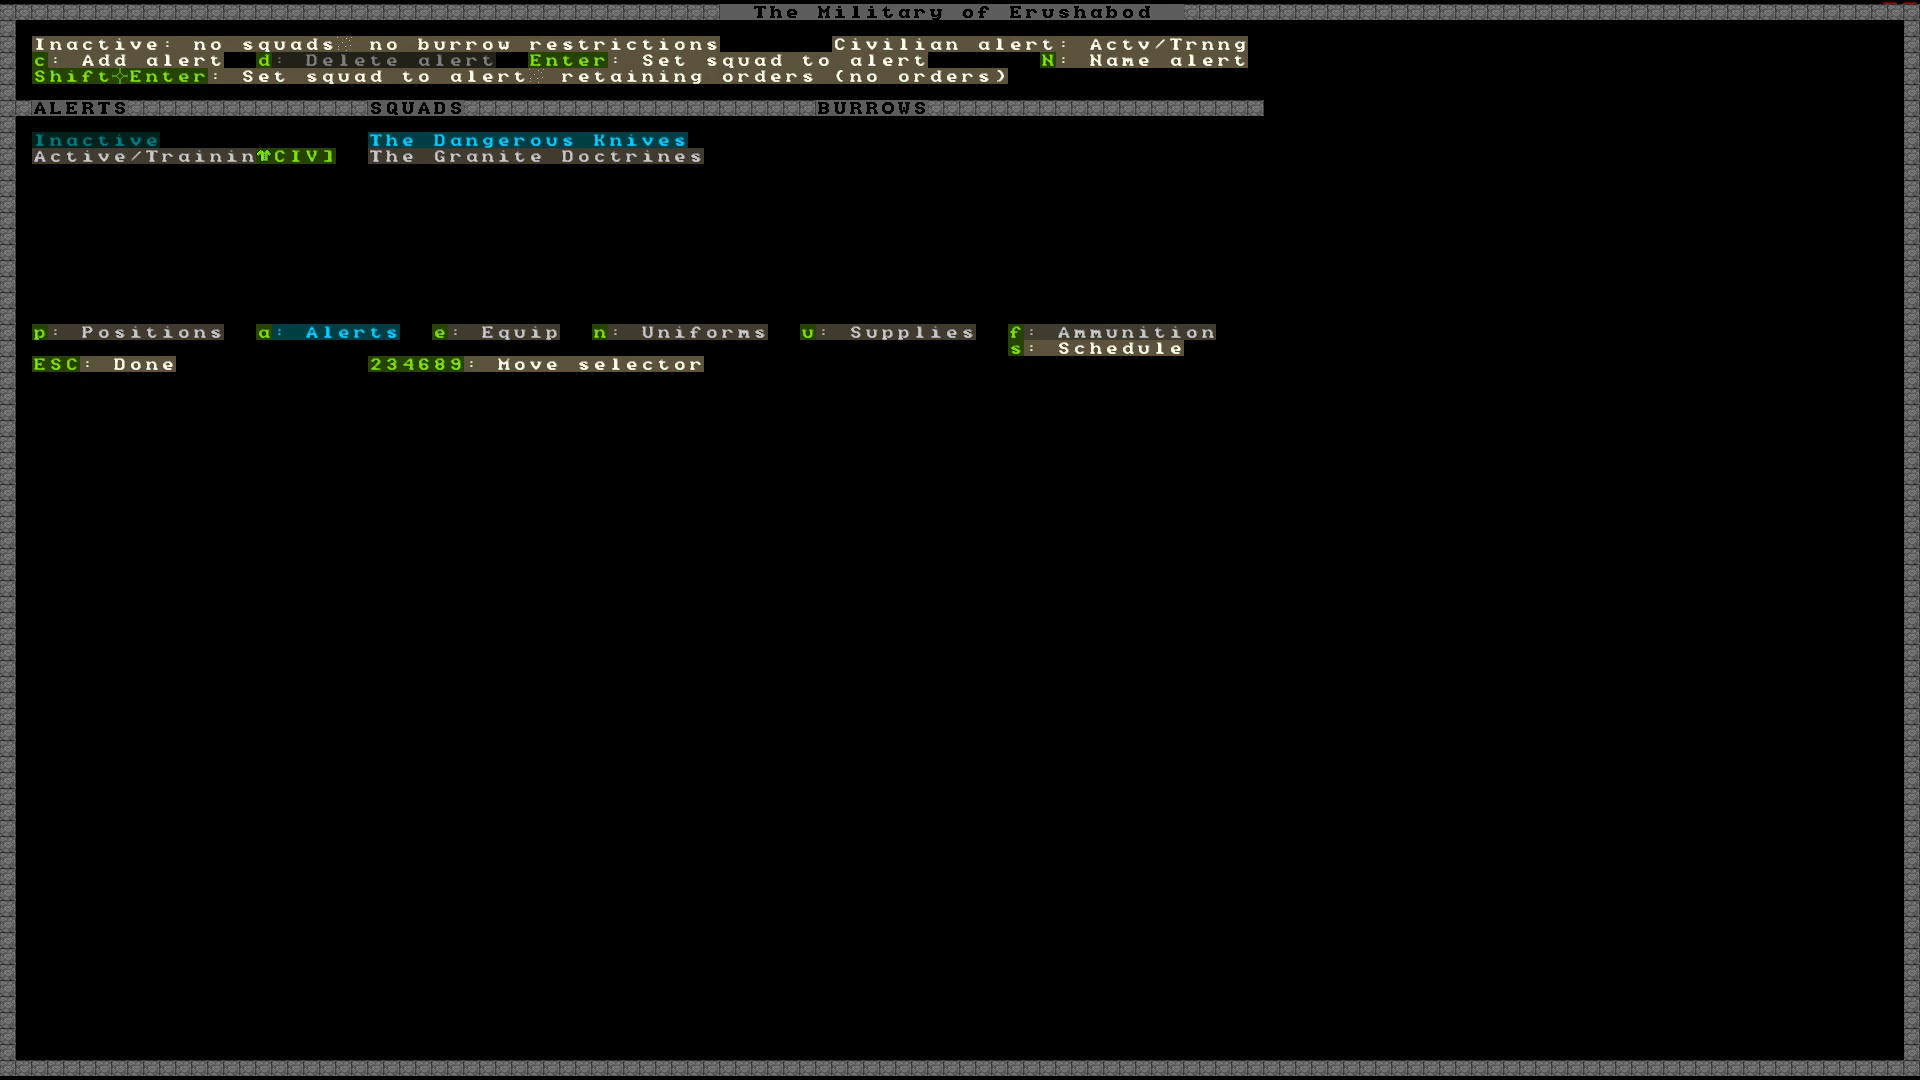 The Military of Erushabod
Inactive: no squads no burrow restrictions Civilian alert: Actv/Trnng
c: Add alert d: Delete alert Enter: Set squad to alert N: Name alert
Shift Enter: Set squad to alert retaining orders (no orders)
ALERTS SQUADS BURROWS
Inactive The Dangerous Knives
Active/Trainin CIV] The Granite Doctrines
p: Positions a: Alerts e: Equip n: Uniforms u: Supplies f: Ammunition
s: Schedule
ESC: Done 234689: Move selector